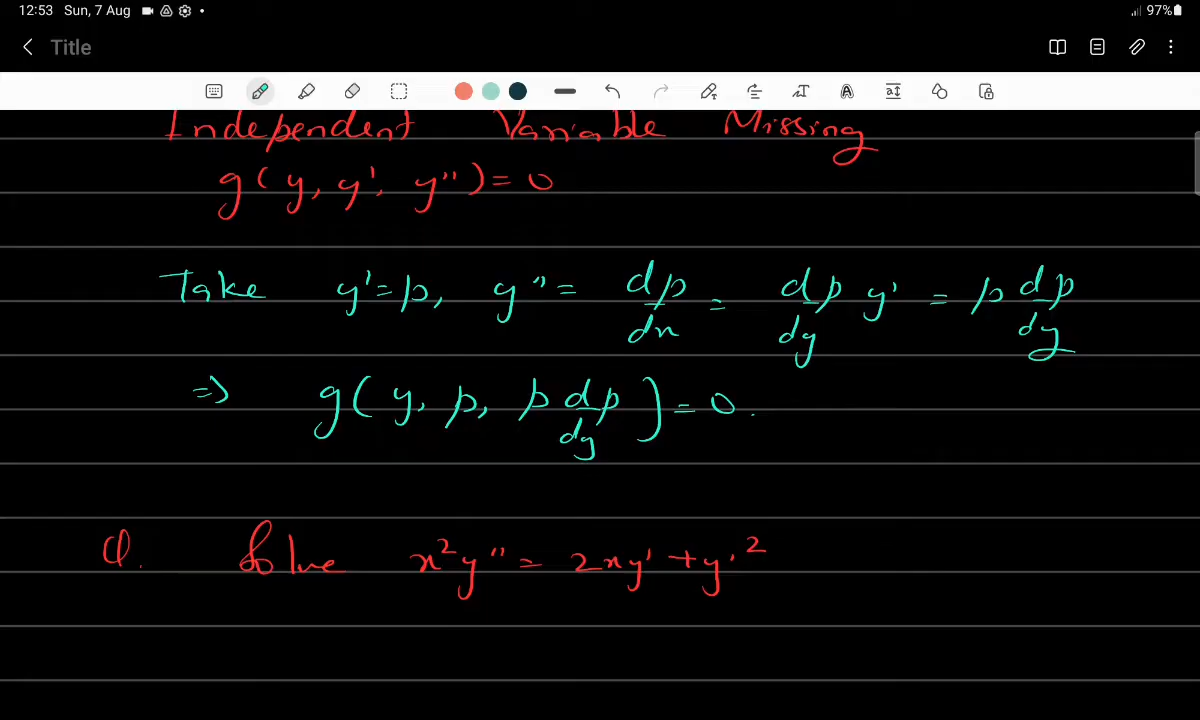 12:53 Sun, 7 Aug 97%
Title
Independent Variable Missing
g(y, y', y'') = 0
Take y' = p, y'' = dp/dx = dp/dy y' = p dp/dy
⇒ g(y, p, p dp/dy) = 0.
Q. Solve x²y'' = 2xy' + y'²